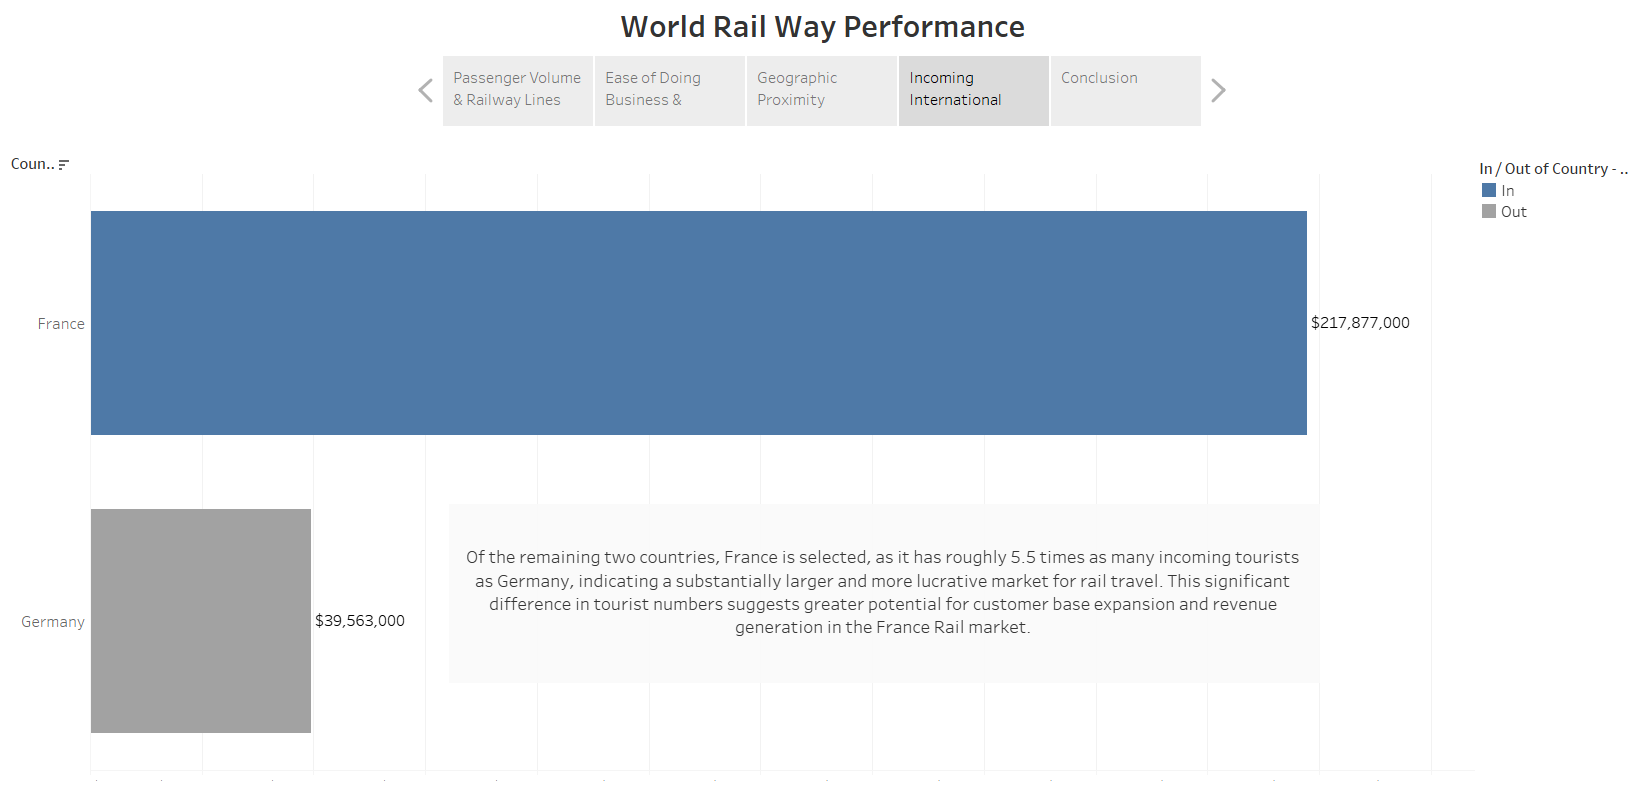 World Rail Way Performance
Passenger Volume
& Railway Lines
Ease of Doing
Business &
Geographic
Proximity
Incoming
International
Conclusion
Coun..
In / Out of Country - ..
In
Out
France
$217,877,000
Germany
$39,563,000
Of the remaining two countries, France is selected, as it has roughly 5.5 times as many incoming tourists
as Germany, indicating a substantially larger and more lucrative market for rail travel. This significant
difference in tourist numbers suggests greater potential for customer base expansion and revenue
generation in the France Rail market.